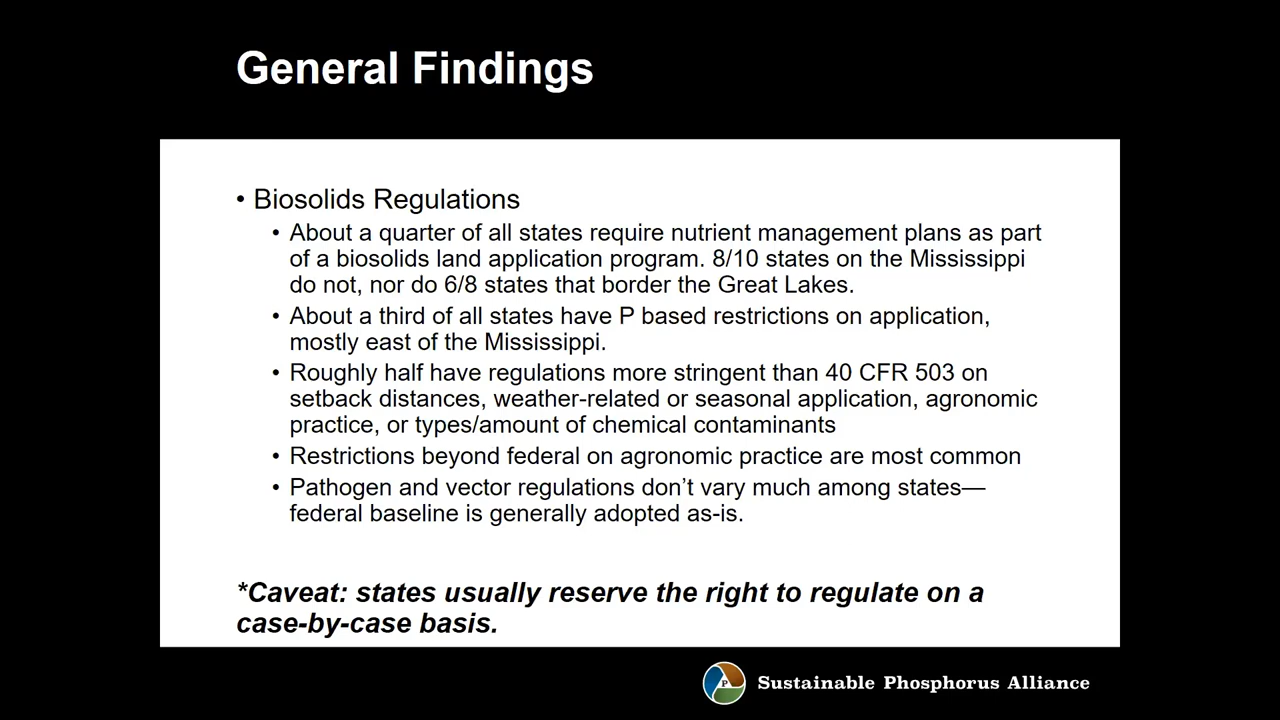 General Findings
• Biosolids Regulations
• About a quarter of all states require nutrient management plans as part
of a biosolids land application program. 8/10 states on the Mississippi
do not, nor do 6/8 states that border the Great Lakes.
• About a third of all states have P based restrictions on application,
mostly east of the Mississippi.
• Roughly half have regulations more stringent than 40 CFR 503 on
setback distances, weather-related or seasonal application, agronomic
practice, or types/amount of chemical contaminants
• Restrictions beyond federal on agronomic practice are most common
• Pathogen and vector regulations don’t vary much among states—
federal baseline is generally adopted as-is.
*Caveat: states usually reserve the right to regulate on a
case-by-case basis.
P
Sustainable Phosphorus Alliance